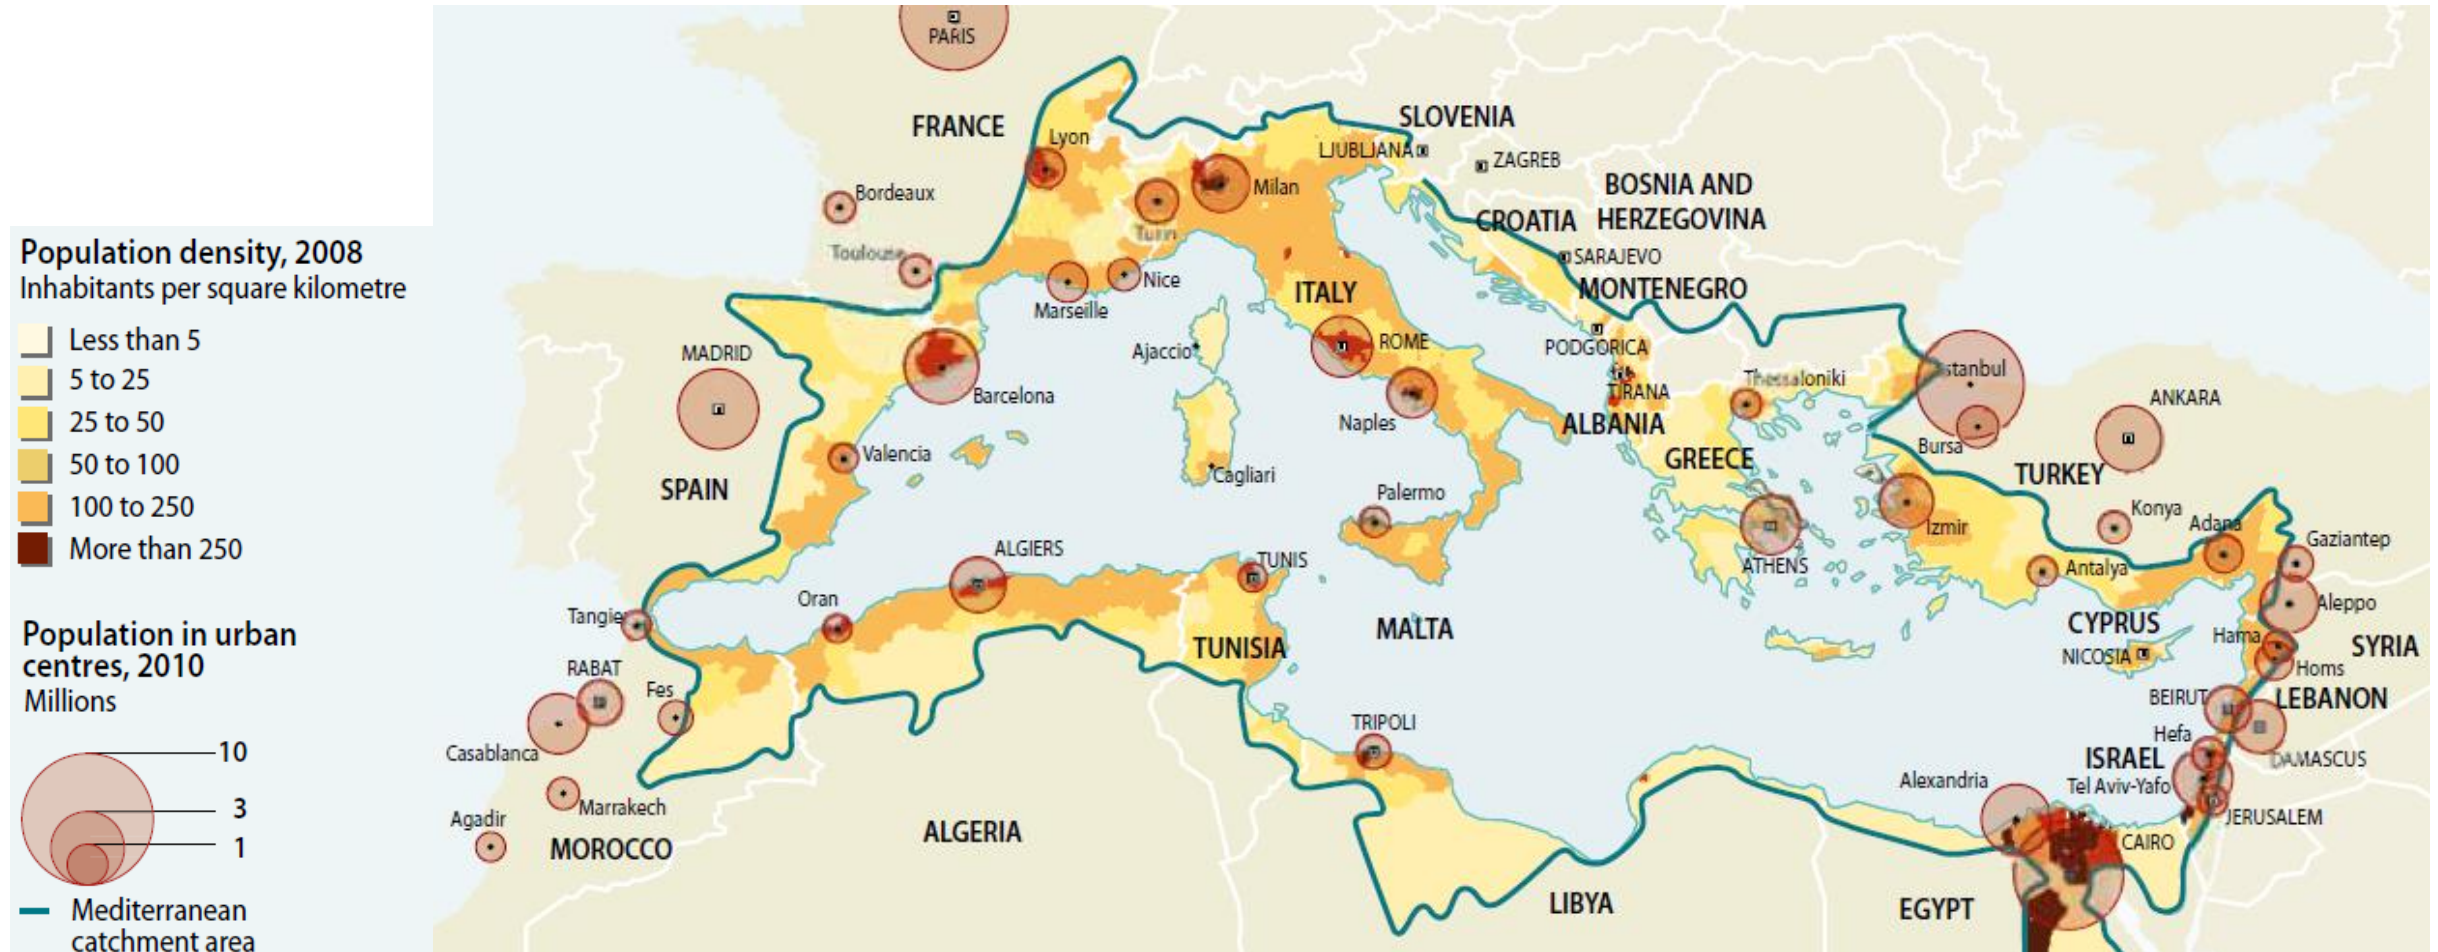 Population density, 2008
Inhabitants per square kilometre
Less than 5
5 to 25
25 to 50
50 to 100
100 to 250
More than 250
Population in urban
centres, 2010
Millions
10
3
1
Mediterranean
catchment area
PARIS
FRANCE
Lyon
Bordeaux
Toulouse
Turin
Milan
Marseille
Nice
SLOVENIA
LJUBLJANA
ZAGREB
BOSNIA AND
HERZEGOVINA
CROATIA
SARAJEVO
MONTENEGRO
PODGORICA
TIRANA
ALBANIA
ITALY
ROME
Naples
Ajaccio
Cagliari
Palermo
MADRID
SPAIN
Barcelona
Valencia
Thessaloniki
GREECE
ATHENS
Istanbul
Bursa
ANKARA
TURKEY
Konya
Izmir
Antalya
Adana
Gaziantep
Aleppo
CYPRUS
NICOSIA
Hama
Homs
SYRIA
BEIRUT
LEBANON
DAMASCUS
Hefa
ISRAEL
Tel Aviv-Yafo
JERUSALEM
Alexandria
CAIRO
EGYPT
LIBYA
TRIPOLI
MALTA
TUNIS
TUNISIA
ALGIERS
Oran
ALGERIA
Tangier
RABAT
Fes
Casablanca
Marrakech
Agadir
MOROCCO